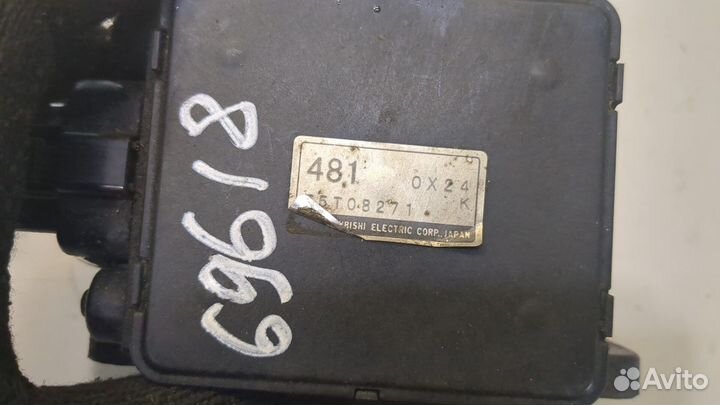 69618
481 0X24
5T08271 K
ELECTRIC CORP. JAPAN
Avito